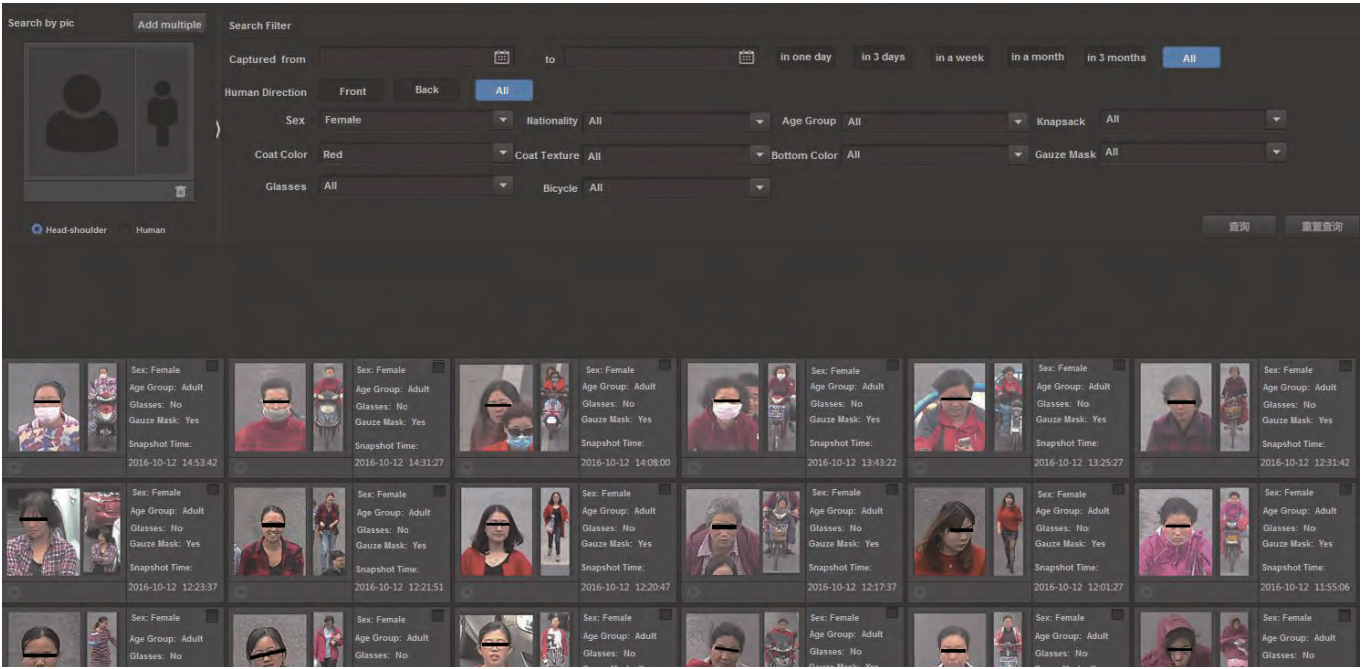 Search by pic Add multiple Search Filter
Captured from to in one day in 3 days in a week in a month in 3 months All
Human Direction Front Back All
Sex Female Nationality All Age Group All Knapsack All
Coat Color Red Coat Texture All Bottom Color All Gauze Mask All
Glasses All Bicycle All
Head-shoulder Human
查询 重置查询
Sex: Female Sex: Female Sex: Female Sex: Female Sex: Female Sex: Female
Age Group: Adult Age Group: Adult Age Group: Adult Age Group: Adult Age Group: Adult Age Group: Adult
Glasses: No Glasses: No Glasses: No Glasses: No Glasses: No Glasses: No
Gauze Mask: Yes Gauze Mask: Yes Gauze Mask: Yes Gauze Mask: Yes Gauze Mask: Yes Gauze Mask: Yes
Snapshot Time: Snapshot Time: Snapshot Time: Snapshot Time: Snapshot Time: Snapshot Time:
2016-10-12 14:53:42 2016-10-12 14:31:27 2016-10-12 14:08:00 2016-10-12 13:43:22 2016-10-12 13:25:27 2016-10-12 12:31:42
Sex: Female Sex: Female Sex: Female Sex: Female Sex: Female Sex: Female
Age Group: Adult Age Group: Adult Age Group: Adult Age Group: Adult Age Group: Adult Age Group: Adult
Glasses: No Glasses: No Glasses: No Glasses: No Glasses: No Glasses: No
Gauze Mask: Yes Gauze Mask: Yes Gauze Mask: Yes Gauze Mask: Yes Gauze Mask: Yes Gauze Mask: Yes
Snapshot Time: Snapshot Time: Snapshot Time: Snapshot Time: Snapshot Time: Snapshot Time:
2016-10-12 12:23:37 2016-10-12 12:21:51 2016-10-12 12:20:47 2016-10-12 12:17:37 2016-10-12 12:01:27 2016-10-12 11:55:06
Sex: Female Sex: Female Sex: Female Sex: Female Sex: Female Sex: Female
Age Group: Adult Age Group: Adult Age Group: Adult Age Group: Adult Age Group: Adult Age Group: Adult
Glasses: No Glasses: No Glasses: No Glasses: No Glasses: No Glasses: No